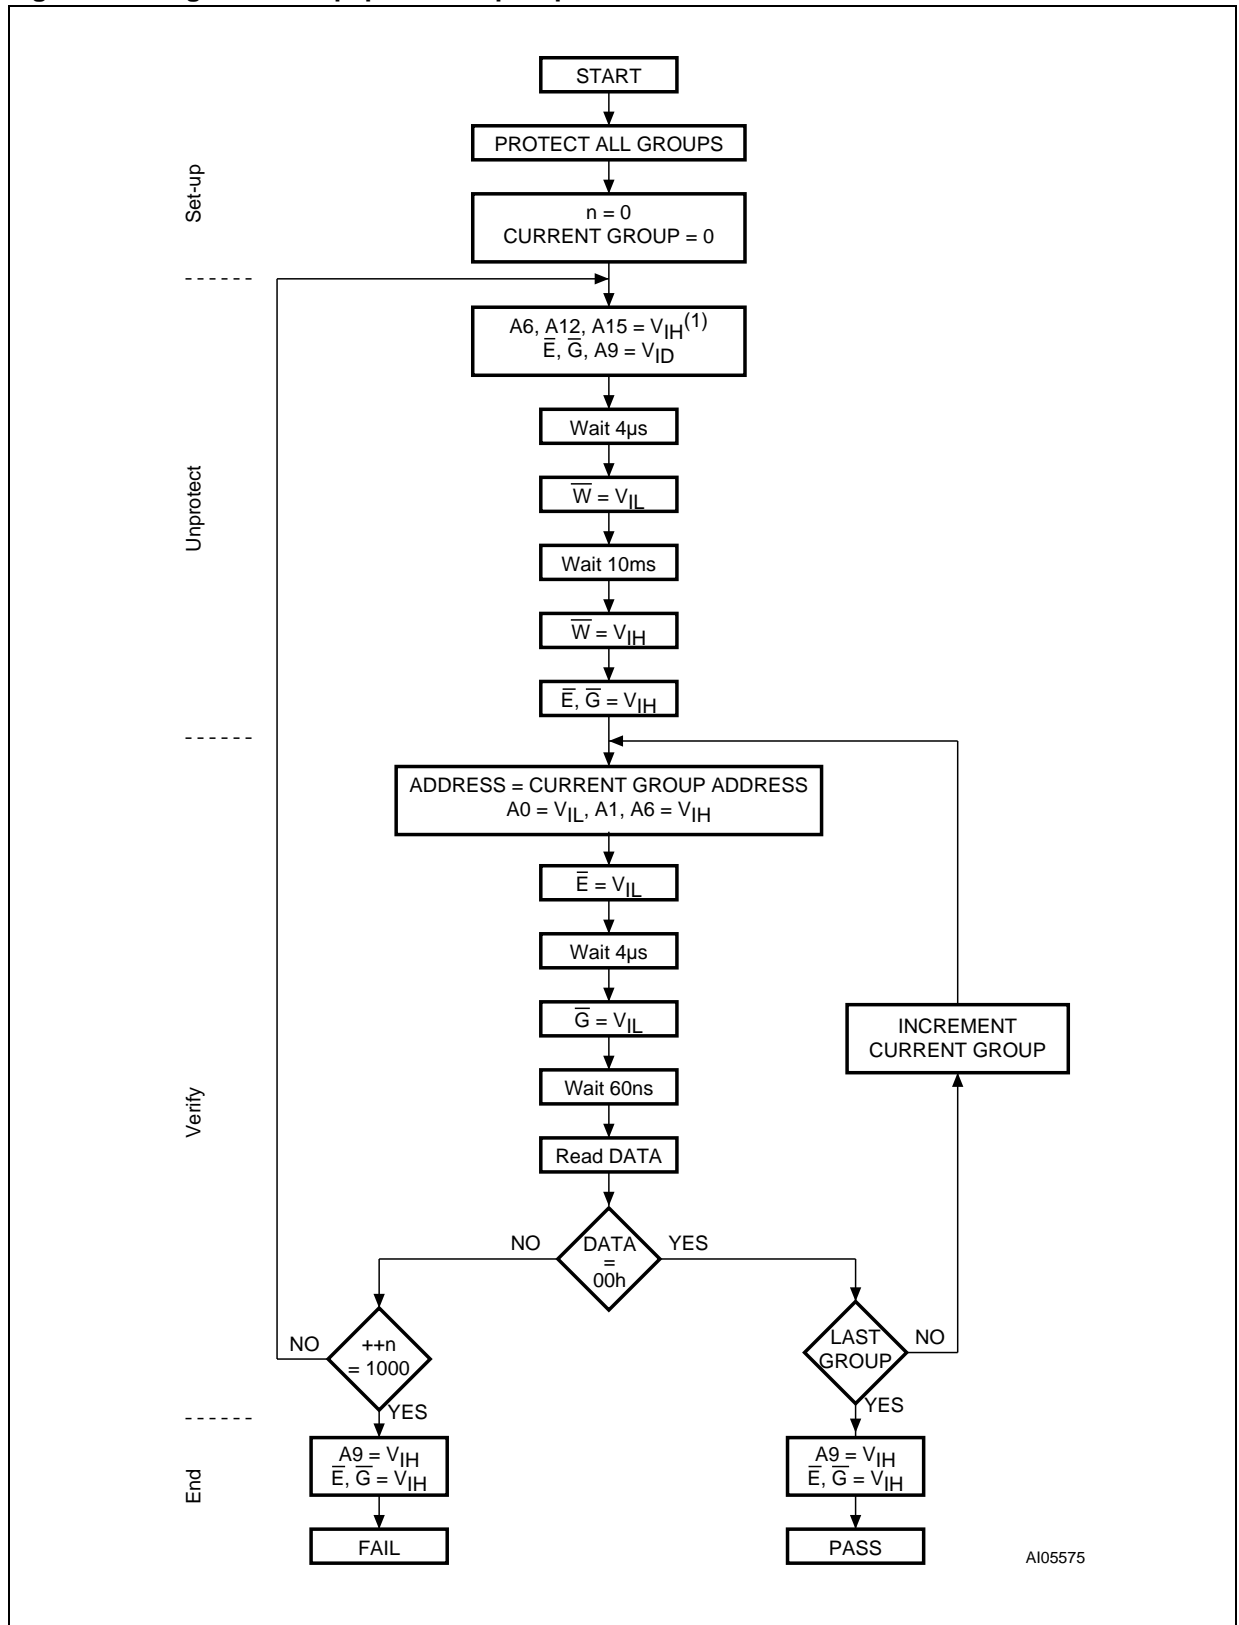 START
PROTECT ALL GROUPS
Set-up
n = 0
CURRENT GROUP = 0
A6, A12, A15 = VIH(1)
E̅, G̅, A9 = VID
Wait 4µs
Unprotect
W̅ = VIL
Wait 10ms
W̅ = VIH
E̅, G̅ = VIH
ADDRESS = CURRENT GROUP ADDRESS
A0 = VIL, A1, A6 = VIH
E̅ = VIL
Wait 4µs
G̅ = VIL
INCREMENT
CURRENT GROUP
Wait 60ns
Verify
Read DATA
NO
DATA
=
00h
YES
NO
++n
= 1000
YES
LAST
GROUP
NO
YES
End
A9 = VIH
E̅, G̅ = VIH
A9 = VIH
E̅, G̅ = VIH
FAIL
PASS
AI05575